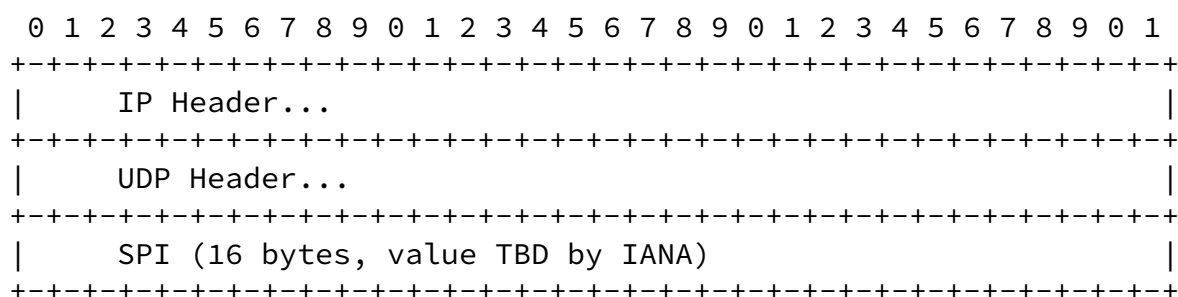 0 1 2 3 4 5 6 7 8 9 0 1 2 3 4 5 6 7 8 9 0 1 2 3 4 5 6 7 8 9 0 1
+-+-+-+-+-+-+-+-+-+-+-+-+-+-+-+-+-+-+-+-+-+-+-+-+-+-+-+-+-+-+-+-+
|     IP Header...                                              |
+-+-+-+-+-+-+-+-+-+-+-+-+-+-+-+-+-+-+-+-+-+-+-+-+-+-+-+-+-+-+-+-+
|     UDP Header...                                             |
+-+-+-+-+-+-+-+-+-+-+-+-+-+-+-+-+-+-+-+-+-+-+-+-+-+-+-+-+-+-+-+-+
|     SPI (16 bytes, value TBD by IANA)                         |
+-+-+-+-+-+-+-+-+-+-+-+-+-+-+-+-+-+-+-+-+-+-+-+-+-+-+-+-+-+-+-+-+